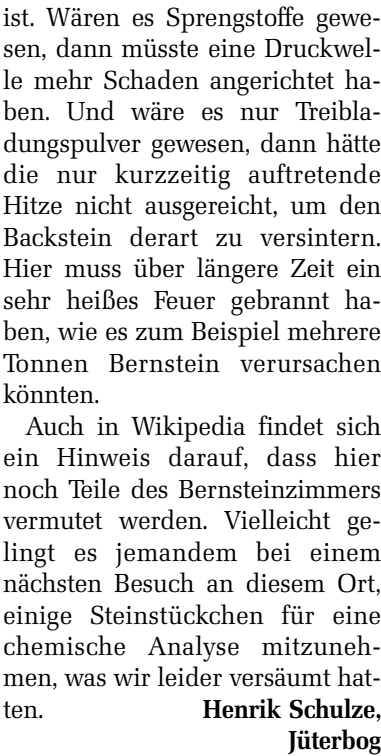 ist. Wären es Sprengstoffe gewe-
sen, dann müsste eine Druckwel-
le mehr Schaden angerichtet ha-
ben. Und wäre es nur Treibla-
dungspulver gewesen, dann hätte
die nur kurzzeitig auftretende
Hitze nicht ausgereicht, um den
Backstein derart zu versintern.
Hier muss über längere Zeit ein
sehr heißes Feuer gebrannt ha-
ben, wie es zum Beispiel mehrere
Tonnen Bernstein verursachen
könnten.
Auch in Wikipedia findet sich
ein Hinweis darauf, dass hier
noch Teile des Bernsteinzimmers
vermutet werden. Vielleicht ge-
lingt es jemandem bei einem
nächsten Besuch an diesem Ort,
einige Steinstückchen für eine
chemische Analyse mitzuneh-
men, was wir leider versäumt hat-
ten. Henrik Schulze,
Jüterbog